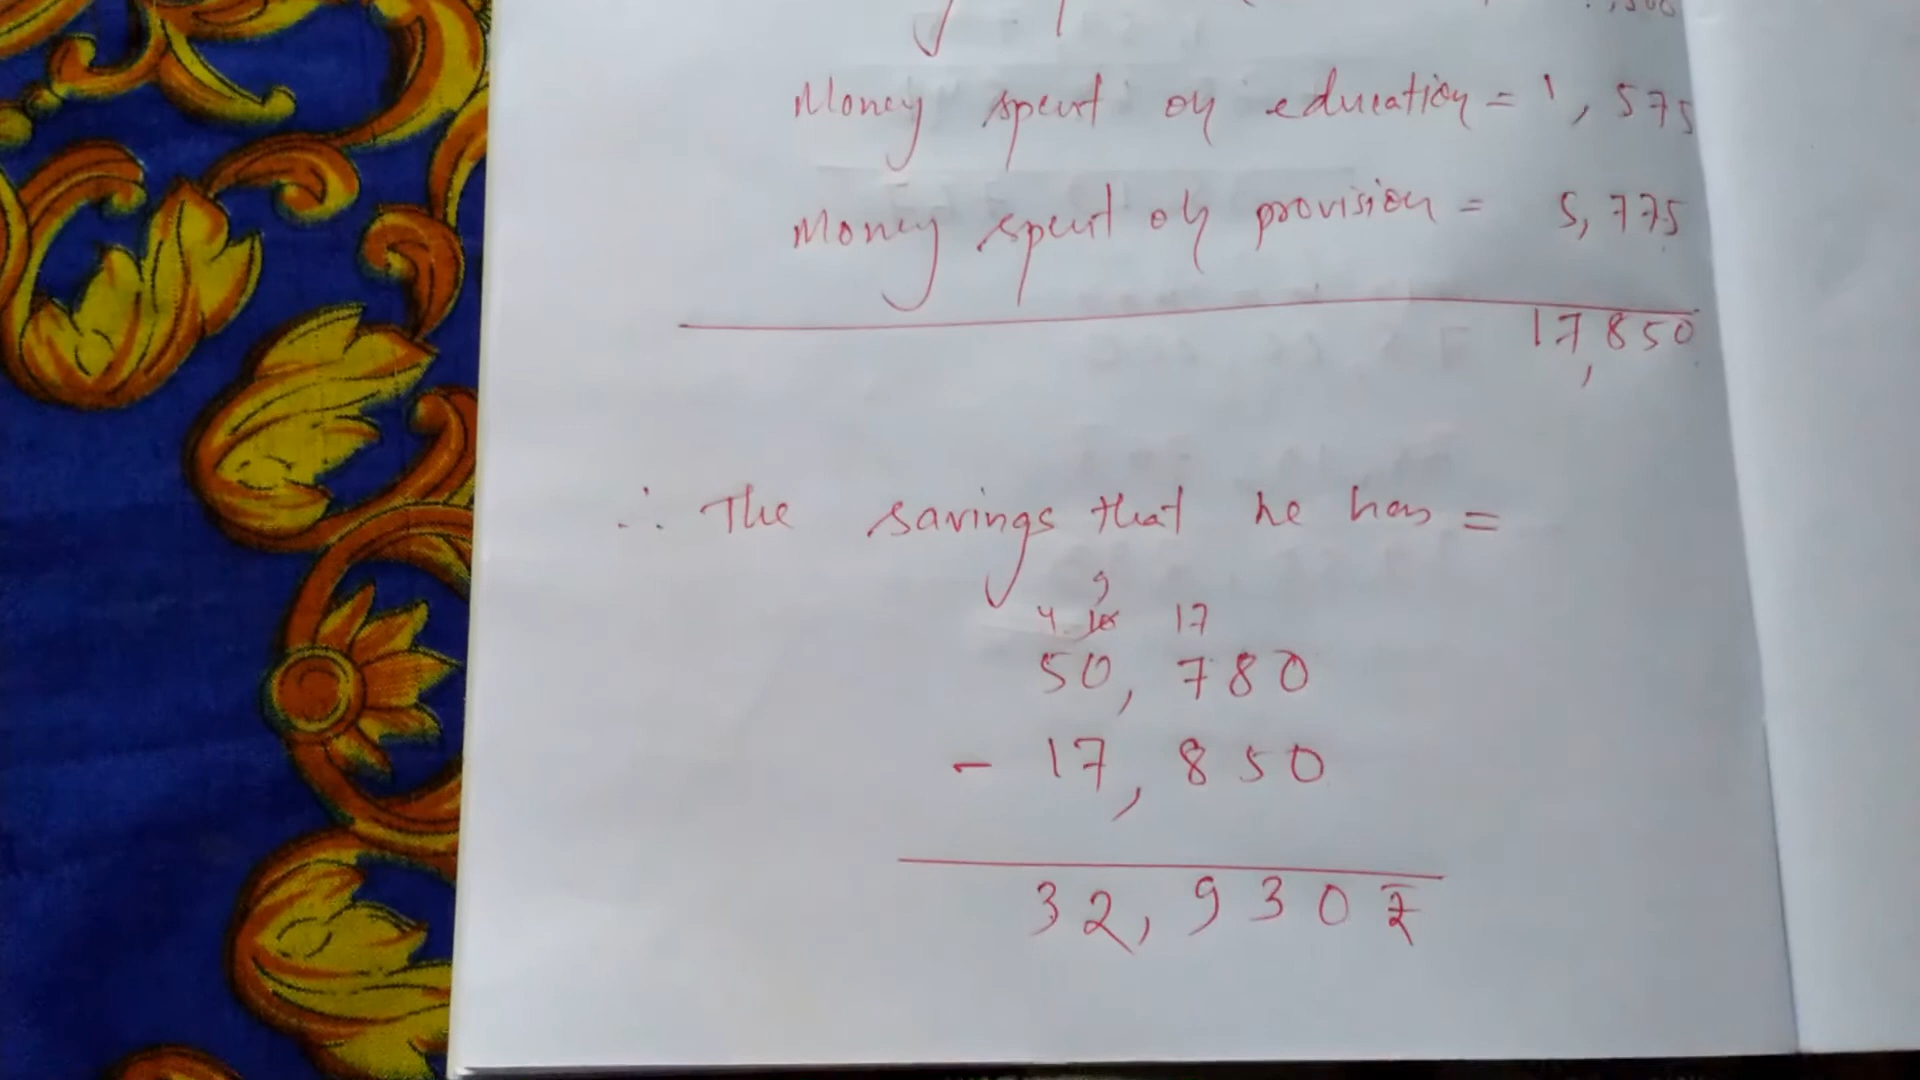 Money spent on education = 1,575
Money spent on provision = 5,775
17,850
∴ The savings that he has =
9
4 10 17
50,780
- 17,850
32,930 ₹